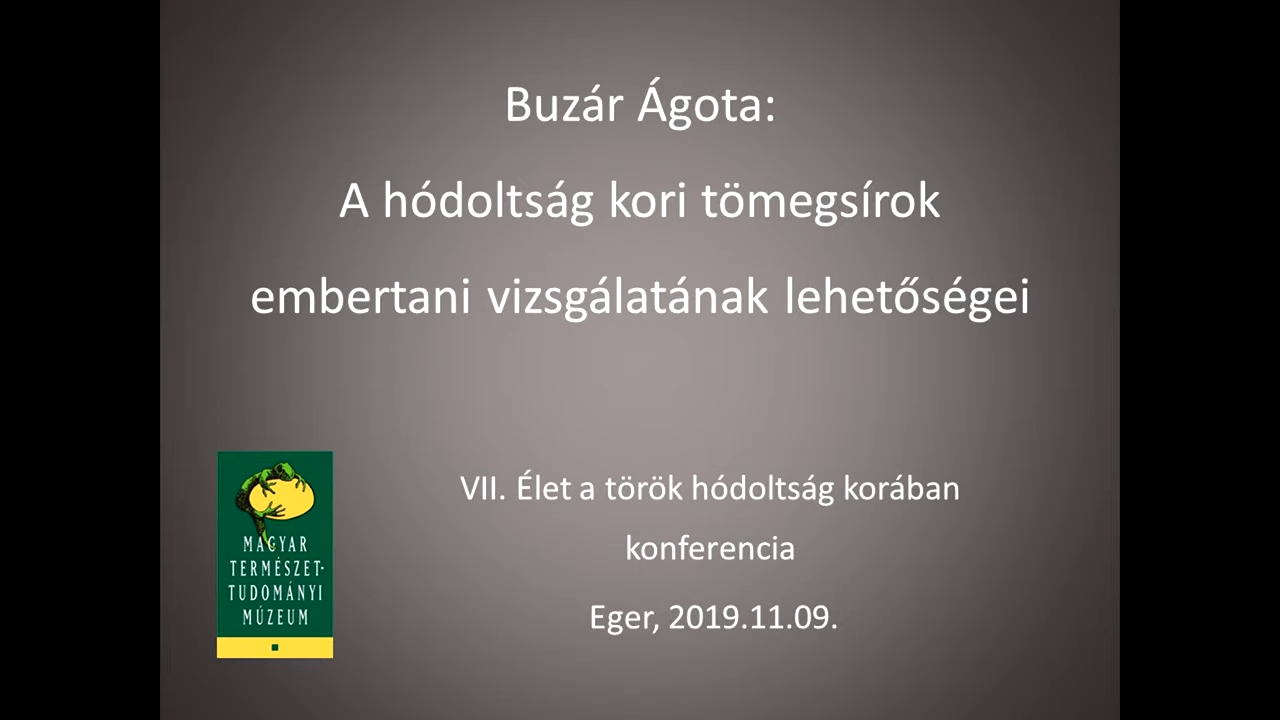 Buzár Ágota:
A hódoltság kori tömegsírok
embertani vizsgálatának lehetőségei
VII. Élet a török hódoltság korában
konferencia
Eger, 2019.11.09.
MAGYAR
TERMÉSZET-
TUDOMÁNYI
MÚZEUM